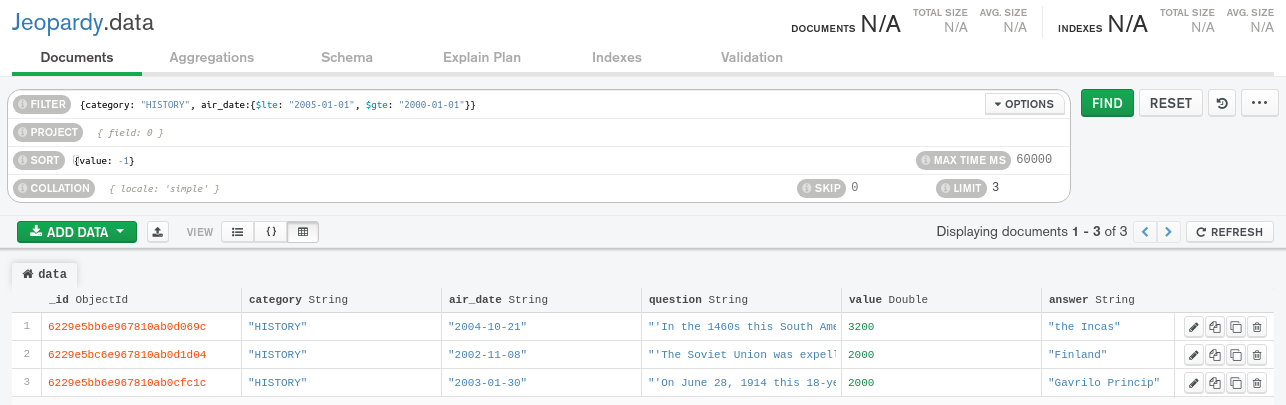 Jeopardy.data
DOCUMENTS N/A TOTAL SIZE N/A AVG. SIZE N/A INDEXES N/A TOTAL SIZE N/A AVG. SIZE N/A
Documents Aggregations Schema Explain Plan Indexes Validation
FILTER {category: "HISTORY", air_date:{$lte: "2005-01-01", $gte: "2000-01-01"}} OPTIONS FIND RESET
PROJECT { field: 0 }
SORT {value: -1} MAX TIME MS 60000
COLLATION { locale: 'simple' } SKIP 0 LIMIT 3
ADD DATA VIEW {} Displaying documents 1 - 3 of 3 REFRESH
data
_id ObjectId category String air_date String question String value Double answer String
1 6229e5bb6e967810ab0d069c "HISTORY" "2004-10-21" "'In the 1460s this South Ame 3200 "the Incas"
2 6229e5bc6e967810ab0d1d04 "HISTORY" "2002-11-08" "'The Soviet Union was expell 2000 "Finland"
3 6229e5bb6e967810ab0cfc1c "HISTORY" "2003-01-30" "'On June 28, 1914 this 18-ye 2000 "Gavrilo Princip"